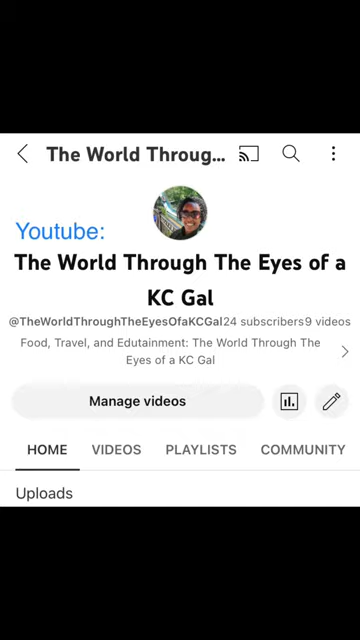 The World Throug...
Youtube:
The World Through The Eyes of a
KC Gal
@TheWorldThroughTheEyesOfaKCGal24 subscribers9 videos
Food, Travel, and Edutainment: The World Through The
Eyes of a KC Gal
Manage videos
HOME VIDEOS PLAYLISTS COMMUNITY
Uploads